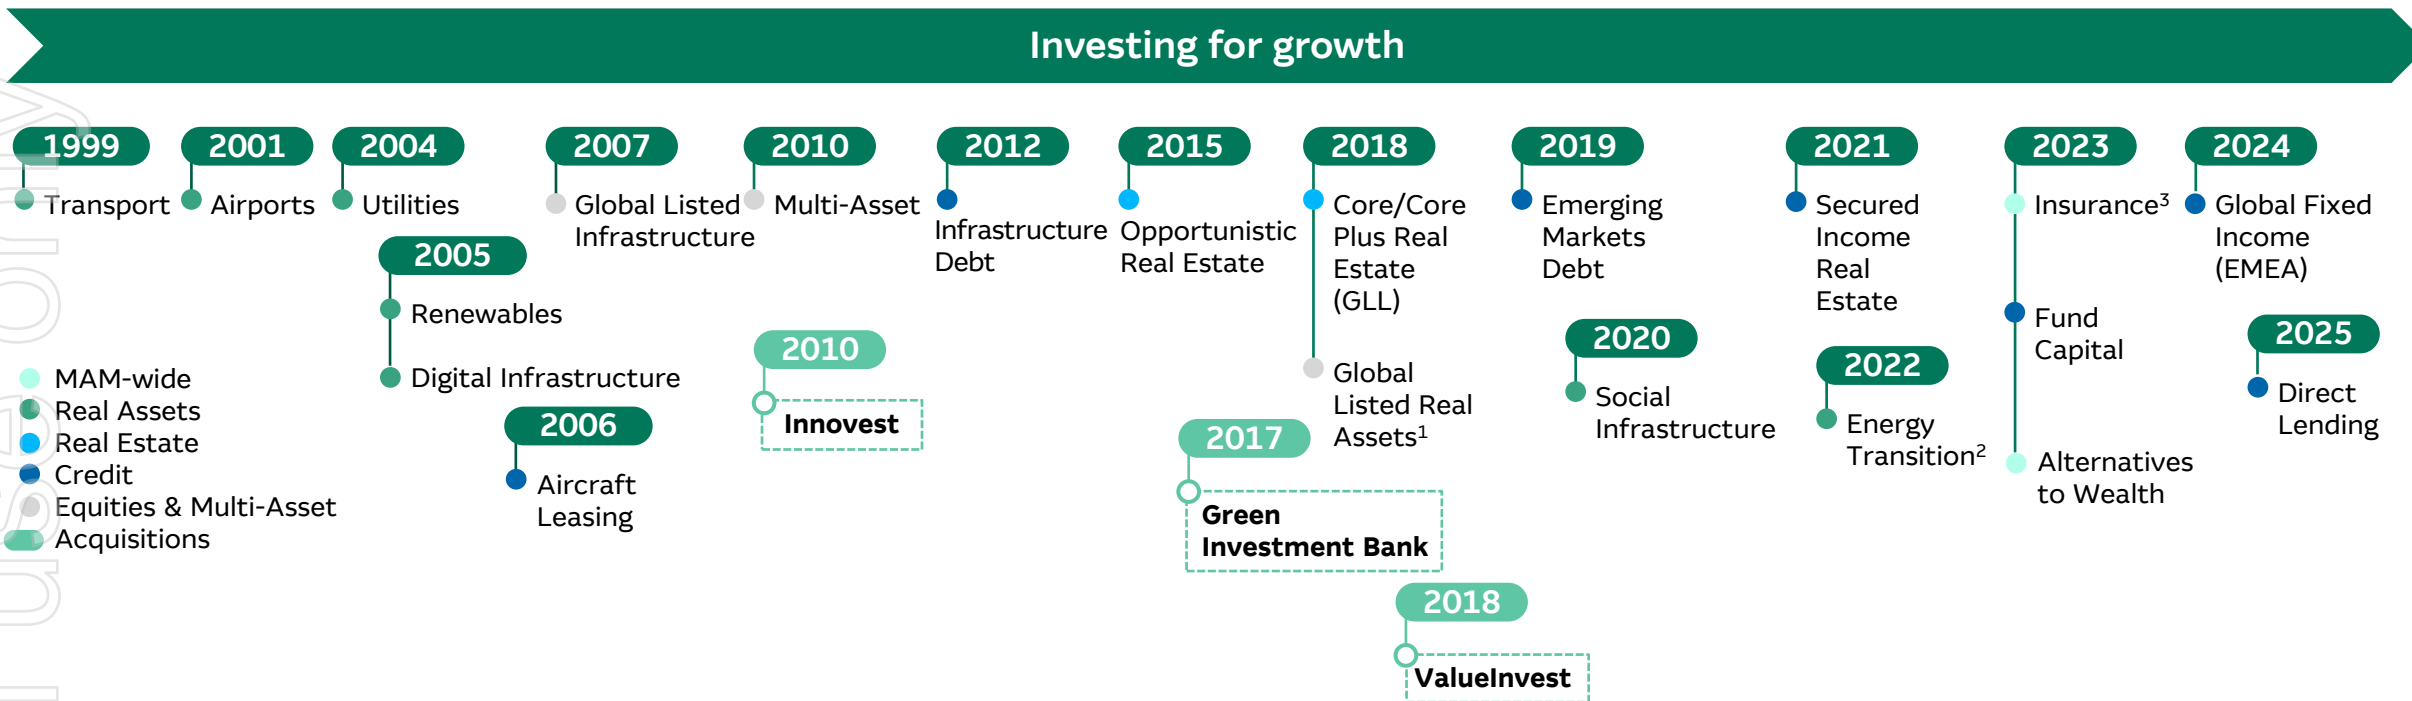 Investing for growth
1999
Transport
2001
Airports
2004
Utilities
2005
Renewables
Digital Infrastructure
2006
Aircraft
Leasing
2007
Global Listed
Infrastructure
2010
Multi-Asset
2010
Innovest
2012
Infrastructure
Debt
2015
Opportunistic
Real Estate
2017
Green
Investment Bank
2018
Core/Core
Plus Real
Estate
(GLL)
Global
Listed Real
Assets¹
2018
ValueInvest
2019
Emerging
Markets
Debt
2020
Social
Infrastructure
2021
Secured
Income
Real
Estate
2022
Energy
Transition²
2023
Insurance³
Fund
Capital
Alternatives
to Wealth
2024
Global Fixed
Income
(EMEA)
2025
Direct
Lending
MAM-wide
Real Assets
Real Estate
Credit
Equities & Multi-Asset
Acquisitions
use only